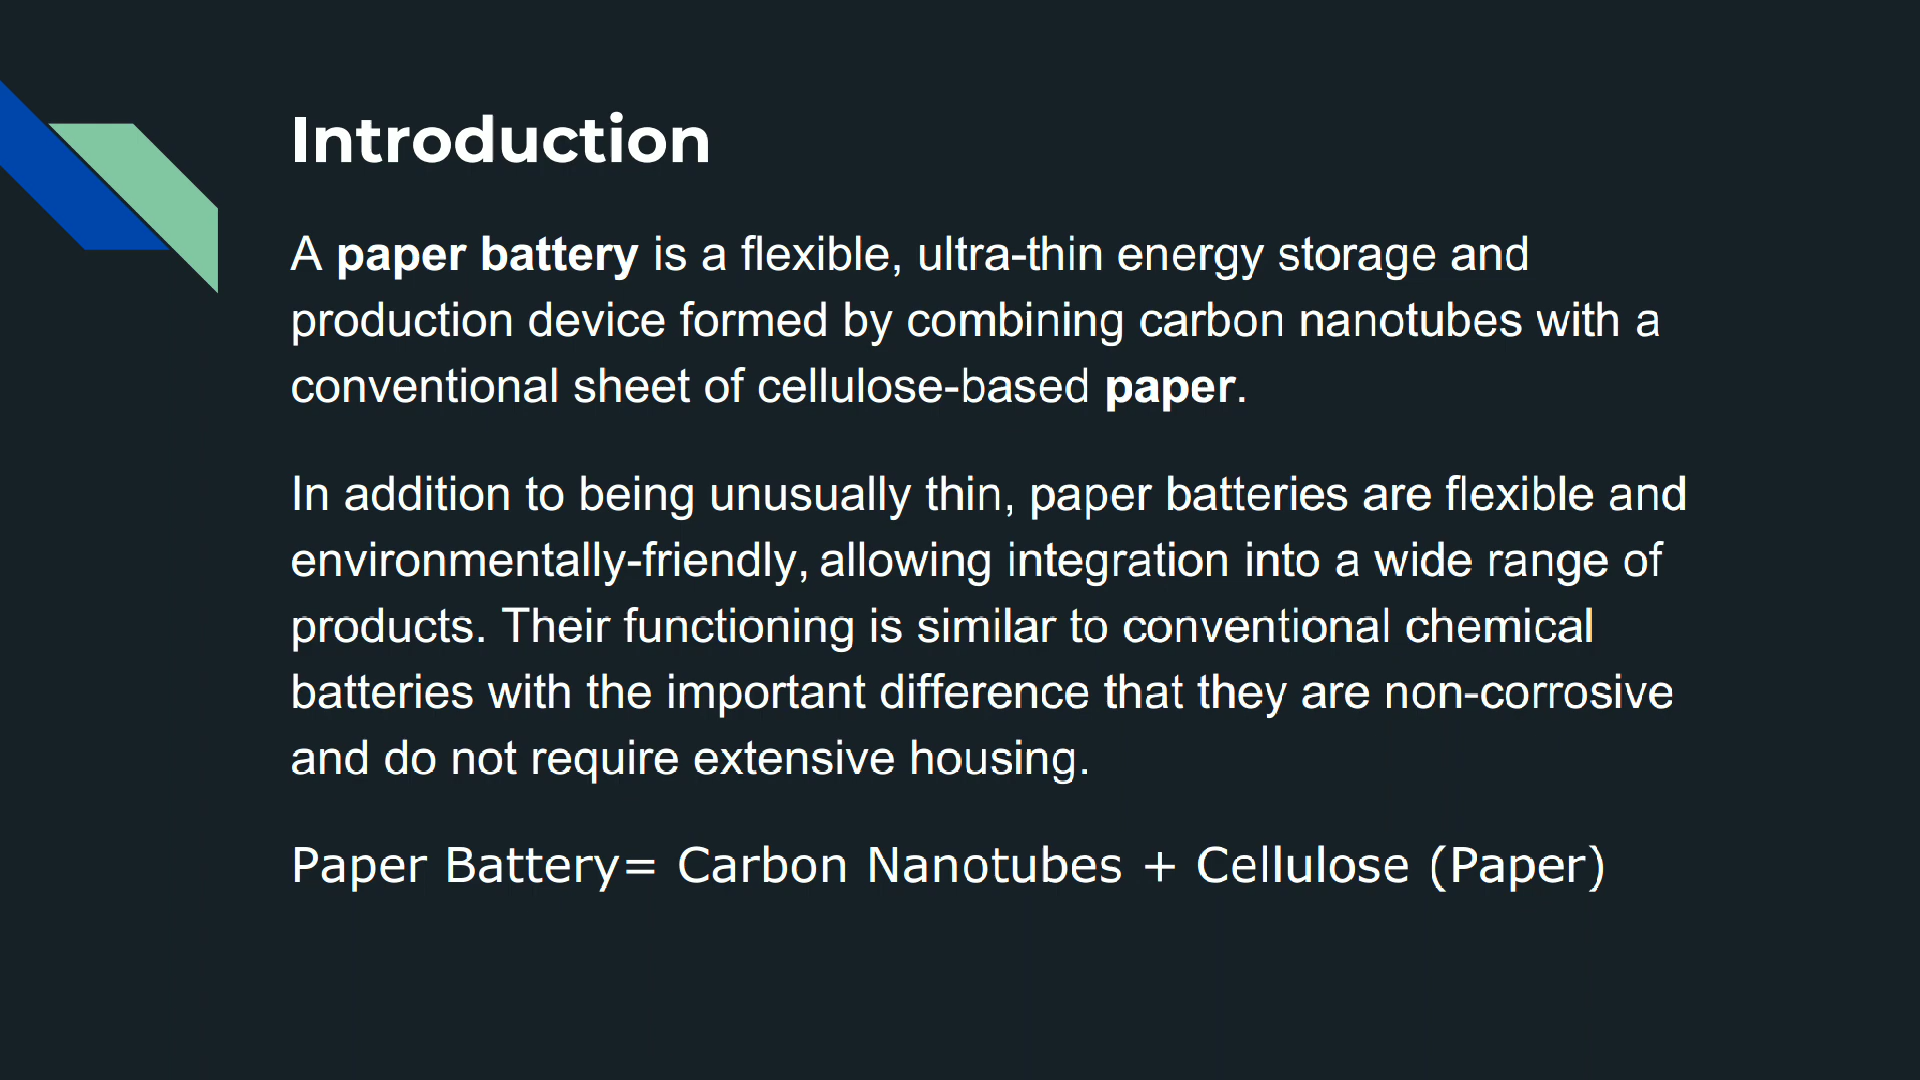 Introduction
A paper battery is a flexible, ultra-thin energy storage and
production device formed by combining carbon nanotubes with a
conventional sheet of cellulose-based paper.
In addition to being unusually thin, paper batteries are flexible and
environmentally-friendly, allowing integration into a wide range of
products. Their functioning is similar to conventional chemical
batteries with the important difference that they are non-corrosive
and do not require extensive housing.
Paper Battery= Carbon Nanotubes + Cellulose (Paper)